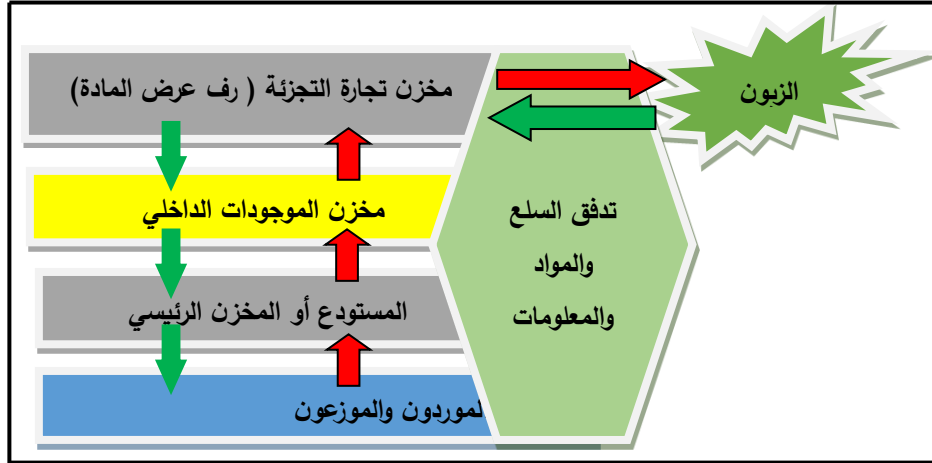 مخزن تجارة التجزئة ( رف عرض المادة)
الزبون
مخزن الموجودات الداخلي
تدفق السلع
والمواد
والمعلومات
المستودع أو المخزن الرئيسي
لموردون والموزعون